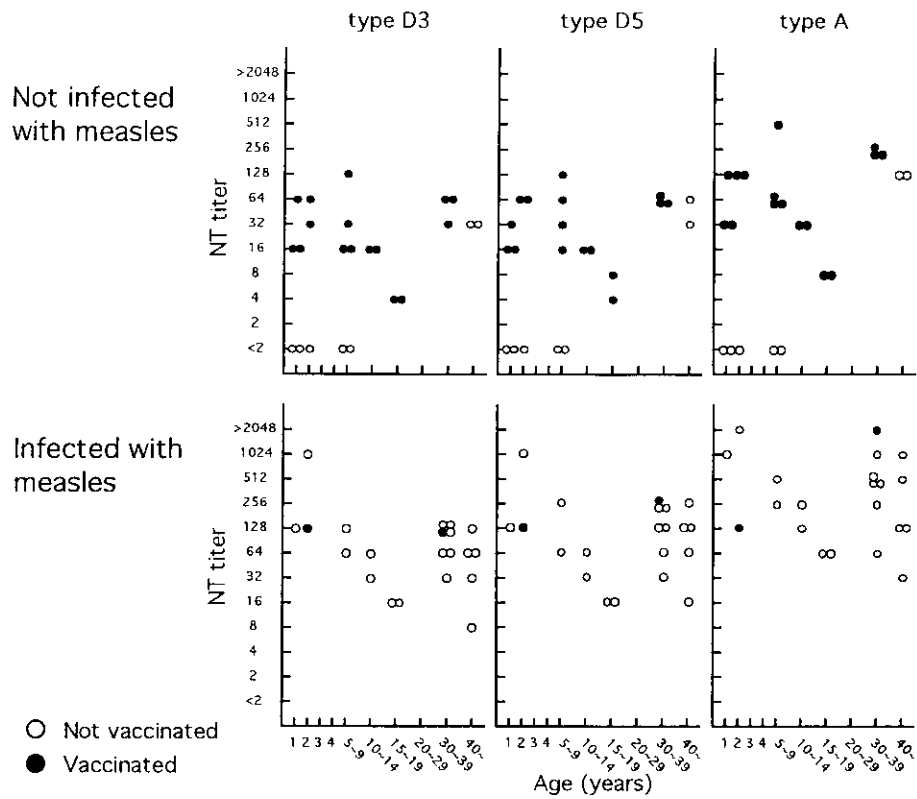 type D3
type D5
type A
Not infected
with measles
NT titer
>2048
1024
512
256
128
64
32
16
8
4
2
<2
Infected with
measles
NT titer
>2048
1024
512
256
128
64
32
16
8
4
2
<2
1 2 3 4 5~9 10~14 15~19 20~29 30~39 40~
1 2 3 4 5~9 10~14 15~19 20~29 30~39 40~
1 2 3 4 5~9 10~14 15~19 20~29 30~39 40~
Age (years)
Not vaccinated
Vaccinated